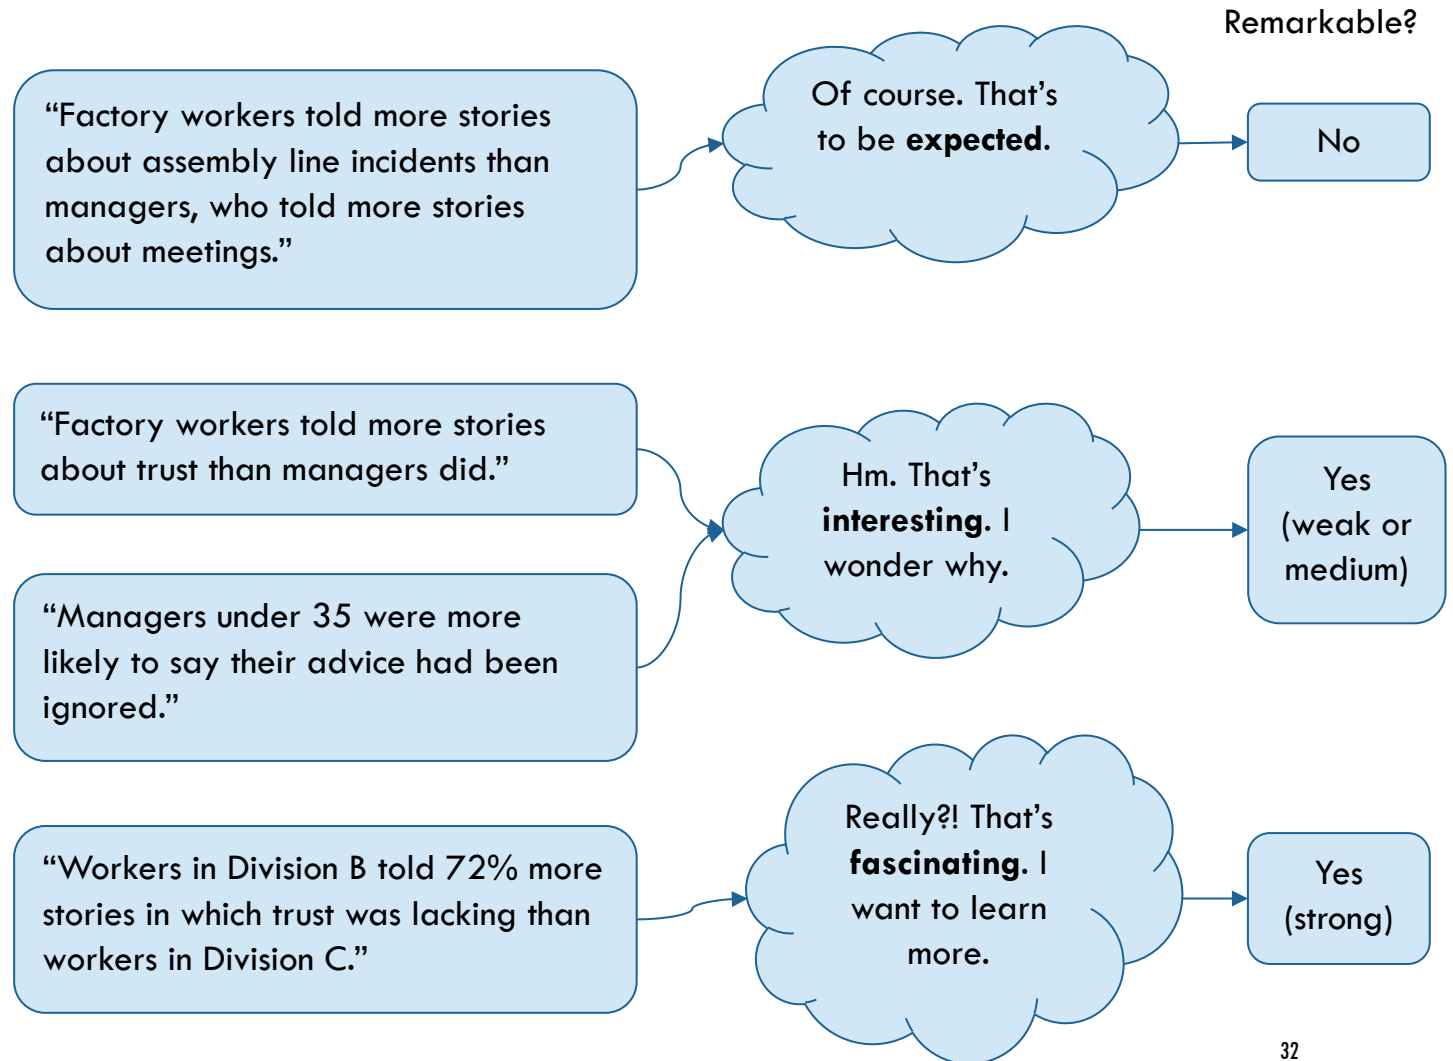 Remarkable?
“Factory workers told more stories
about assembly line incidents than
managers, who told more stories
about meetings.”
Of course. That’s
to be expected.
No
“Factory workers told more stories
about trust than managers did.”
“Managers under 35 were more
likely to say their advice had been
ignored.”
Hm. That’s
interesting. I
wonder why.
Yes
(weak or
medium)
“Workers in Division B told 72% more
stories in which trust was lacking than
workers in Division C.”
Really?! That’s
fascinating. I
want to learn
more.
Yes
(strong)
32